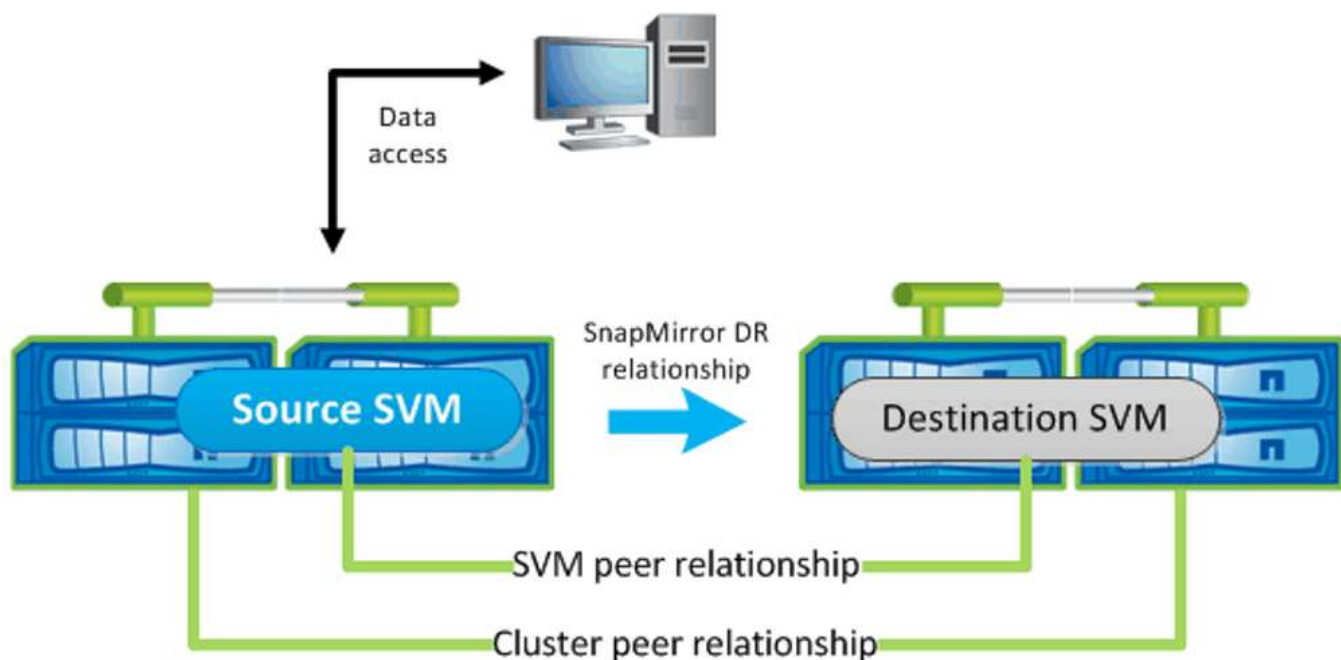 Data
access
SnapMirror DR
relationship
Source SVM
Destination SVM
SVM peer relationship
Cluster peer relationship